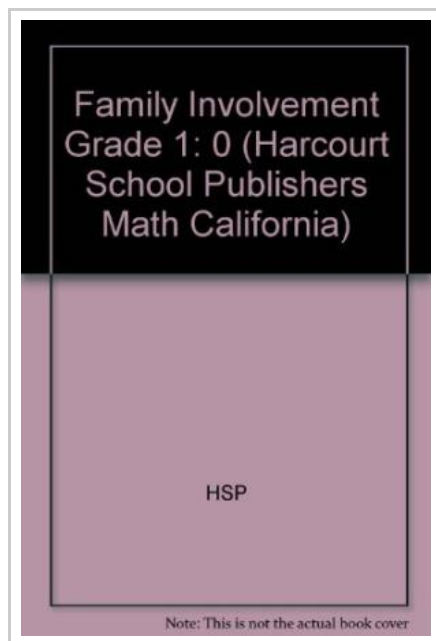 Family Involvement
Grade 1: 0 (Harcourt
School Publishers
Math California)
HSP
Note: This is not the actual book cover